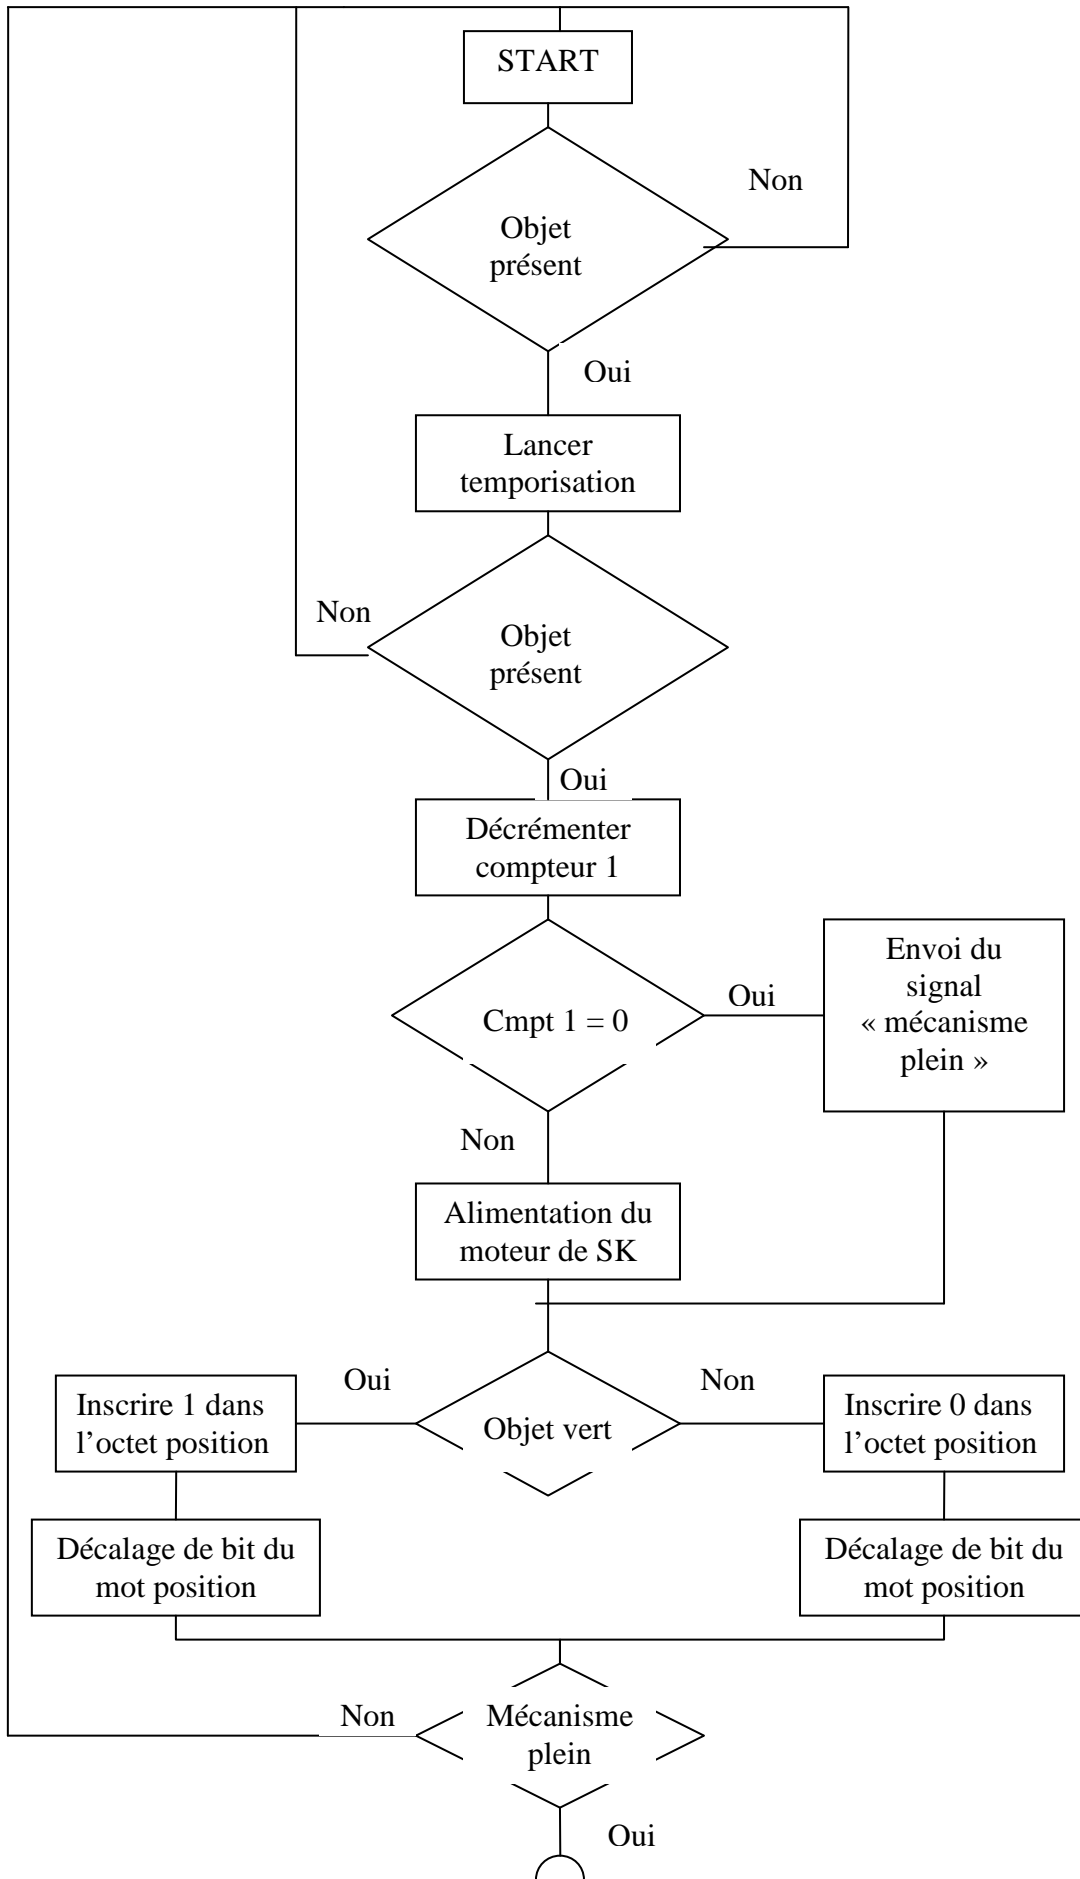 START
Non
Objet
présent
Oui
Lancer
temporisation
Non
Objet
présent
Oui
Décrémenter
compteur 1
Cmpt 1 = 0
Oui
Envoi du
signal
« mécanisme
plein »
Non
Alimentation du
moteur de SK
Oui
Objet vert
Non
Inscrire 1 dans
l'octet position
Inscrire 0 dans
l'octet position
Décalage de bit du
mot position
Décalage de bit du
mot position
Non
Mécanisme
plein
Oui